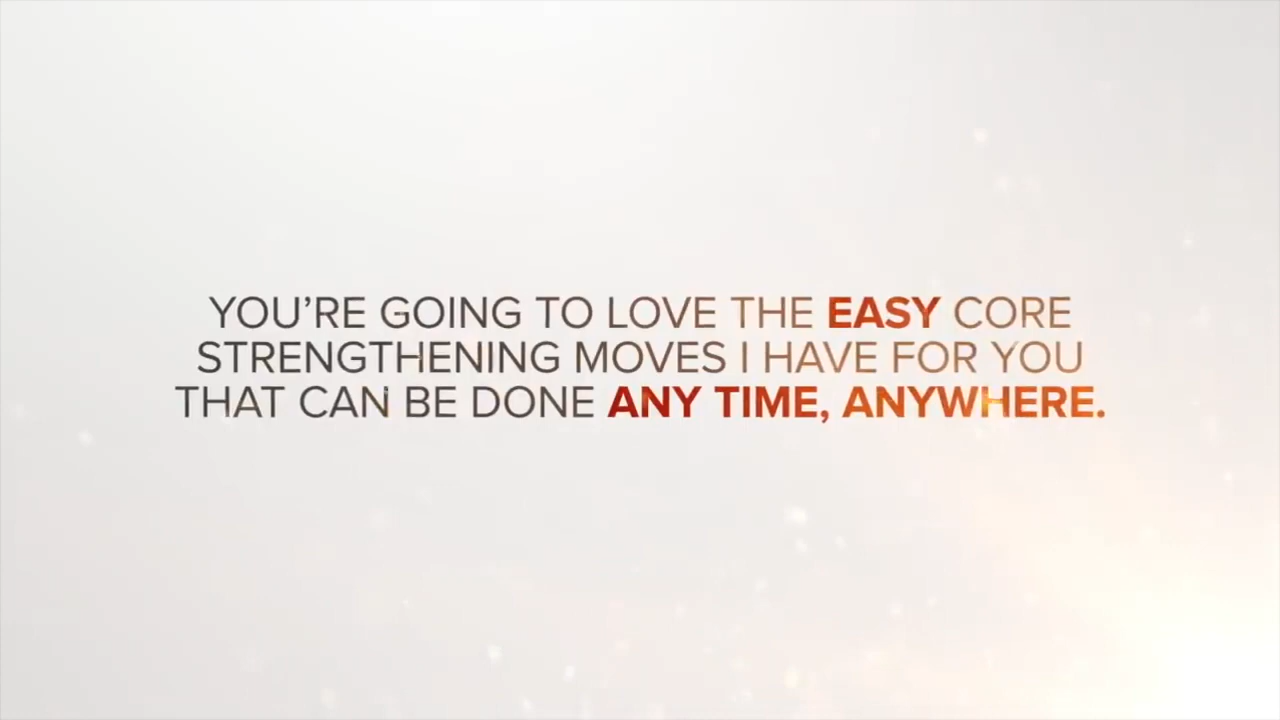 YOU’RE GOING TO LOVE THE EASY CORE
STRENGTHENING MOVES I HAVE FOR YOU
THAT CAN BE DONE ANY TIME, ANYWHERE.